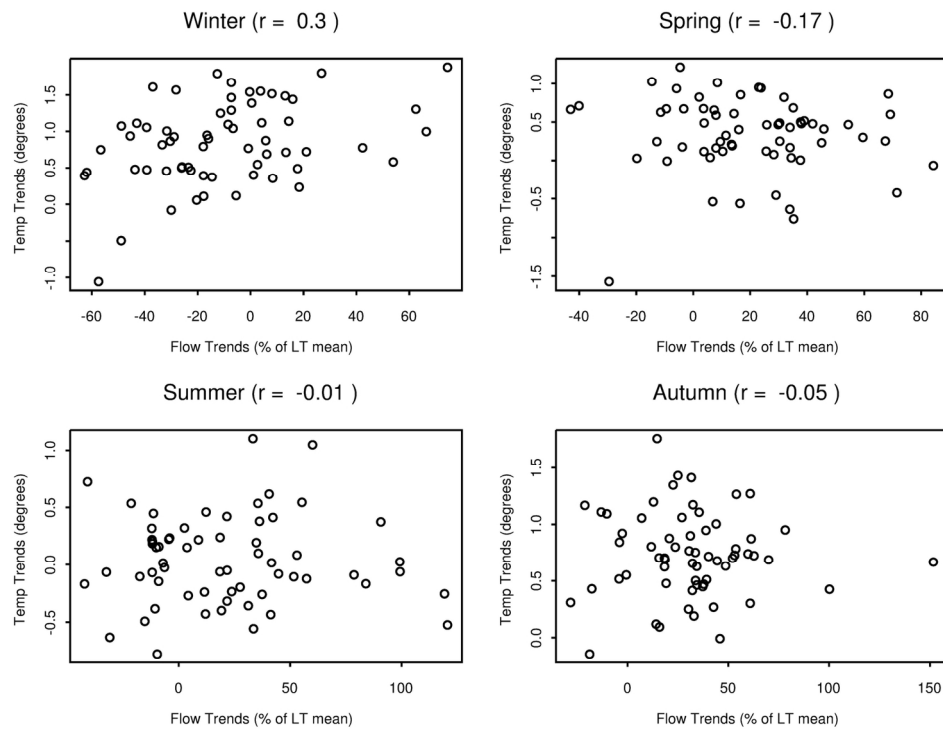 Winter (r = 0.3 )
Temp Trends (degrees)
1.5
1.0
0.0
-1.0
-60 -40 -20 0 20 40 60
Flow Trends (% of LT mean)
Spring (r = -0.17 )
Temp Trends (degrees)
1.0
0.5
-0.5
-1.5
-40 -20 0 20 40 60 80
Flow Trends (% of LT mean)
Summer (r = -0.01 )
Temp Trends (degrees)
1.0
0.5
0.0
-0.5
0 50 100
Flow Trends (% of LT mean)
Autumn (r = -0.05 )
Temp Trends (degrees)
1.5
1.0
0.5
0.0
0 50 100 150
Flow Trends (% of LT mean)